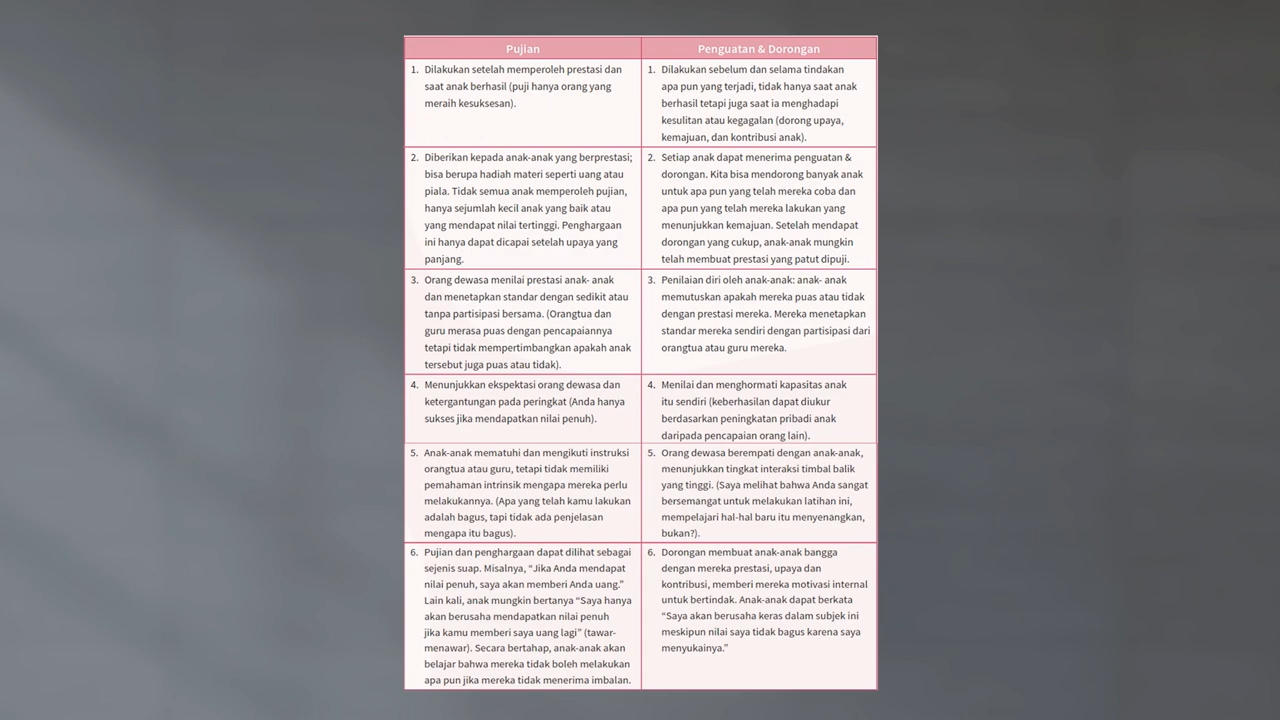 Pujian
Penguatan & Dorongan
1. Dilakukan setelah memperoleh prestasi dan
saat anak berhasil (puji hanya orang yang
meraih kesuksesan).
1. Dilakukan sebelum dan selama tindakan
apa pun yang terjadi, tidak hanya saat anak
berhasil tetapi juga saat ia menghadapi
kesulitan atau kegagalan (dorong upaya,
kemajuan, dan kontribusi anak).
2. Diberikan kepada anak-anak yang berprestasi;
bisa berupa hadiah materi seperti uang atau
piala. Tidak semua anak memperoleh pujian,
hanya sejumlah kecil anak yang baik atau
yang mendapat nilai tertinggi. Penghargaan
ini hanya dapat dicapai setelah upaya yang
panjang.
2. Setiap anak dapat menerima penguatan &
dorongan. Kita bisa mendorong banyak anak
untuk apa pun yang telah mereka coba dan
apa pun yang telah mereka lakukan yang
menunjukkan kemajuan. Setelah mendapat
dorongan yang cukup, anak-anak mungkin
telah membuat prestasi yang patut dipuji.
3. Orang dewasa menilai prestasi anak- anak
dan menetapkan standar dengan sedikit atau
tanpa partisipasi bersama. (Orangtua dan
guru merasa puas dengan pencapaiannya
tetapi tidak mempertimbangkan apakah anak
tersebut juga puas atau tidak).
3. Penilaian diri oleh anak-anak: anak- anak
memutuskan apakah mereka puas atau tidak
dengan prestasi mereka. Mereka menetapkan
standar mereka sendiri dengan partisipasi dari
orangtua atau guru mereka.
4. Menunjukkan ekspektasi orang dewasa dan
ketergantungan pada peringkat (Anda hanya
sukses jika mendapatkan nilai penuh).
4. Menilai dan menghormati kapasitas anak
itu sendiri (keberhasilan dapat diukur
berdasarkan peningkatan pribadi anak
daripada pencapaian orang lain).
5. Anak-anak mematuhi dan mengikuti instruksi
orangtua atau guru, tetapi tidak memiliki
pemahaman intrinsik mengapa mereka perlu
melakukannya. (Apa yang telah kamu lakukan
adalah bagus, tapi tidak ada penjelasan
mengapa itu bagus).
5. Orang dewasa berempati dengan anak-anak,
menunjukkan tingkat interaksi timbal balik
yang tinggi. (Saya melihat bahwa Anda sangat
bersemangat untuk melakukan latihan ini,
mempelajari hal-hal baru itu menyenangkan,
bukan?).
6. Pujian dan penghargaan dapat dilihat sebagai
sejenis suap. Misalnya, “Jika Anda mendapat
nilai penuh, saya akan memberi Anda uang.”
Lain kali, anak mungkin bertanya “Saya hanya
akan berusaha mendapatkan nilai penuh
jika kamu memberi saya uang lagi” (tawar-
menawar). Secara bertahap, anak-anak akan
belajar bahwa mereka tidak boleh melakukan
apa pun jika mereka tidak menerima imbalan.
6. Dorongan membuat anak-anak bangga
dengan mereka prestasi, upaya dan
kontribusi, memberi mereka motivasi internal
untuk bertindak. Anak-anak dapat berkata
“Saya akan berusaha keras dalam subjek ini
meskipun nilai saya tidak bagus karena saya
menyukainya.”